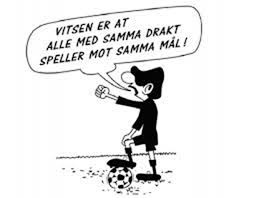 VITSEN ER AT
ALLE MED SAMMA DRAKT
SPELLER MOT SAMMA MÅL!